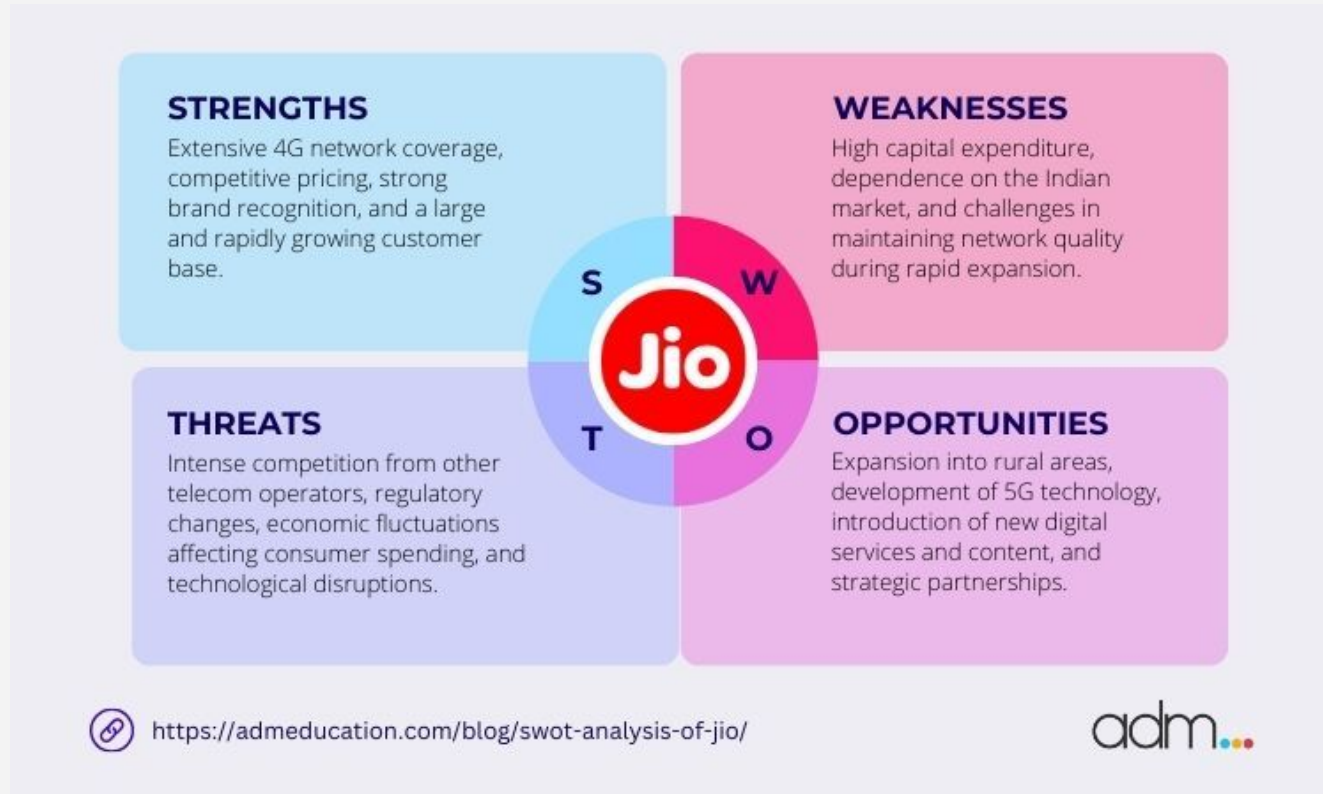 STRENGTHS
Extensive 4G network coverage,
competitive pricing, strong
brand recognition, and a large
and rapidly growing customer
base.
WEAKNESSES
High capital expenditure,
dependence on the Indian
market, and challenges in
maintaining network quality
during rapid expansion.
S
W
Jio
T
O
THREATS
Intense competition from other
telecom operators, regulatory
changes, economic fluctuations
affecting consumer spending, and
technological disruptions.
OPPORTUNITIES
Expansion into rural areas,
development of 5G technology,
introduction of new digital
services and content, and
strategic partnerships.
https://admeducation.com/blog/swot-analysis-of-jio/
adm...